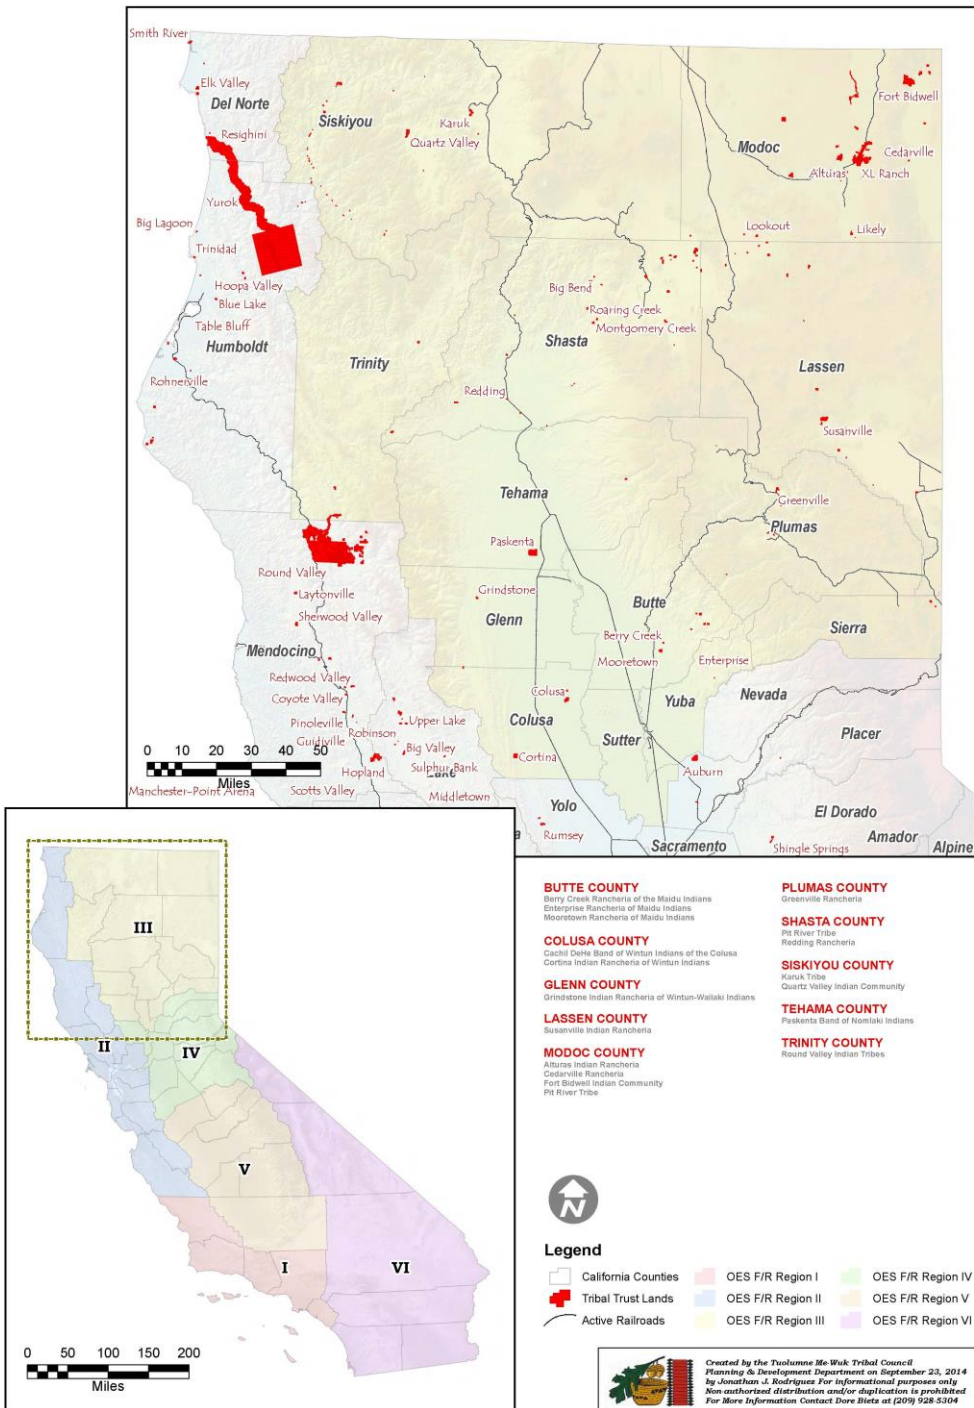 Smith River
Elk Valley
Del Norte
Fort Bidwell
Siskiyou
Karuk
Quartz Valley
Resighini
Modoc
Cedarville
Alturas
XL Ranch
Yurok
Big Lagoon
Lookout
Likely
Trinidad
Hoopa Valley
Big Bend
Blue Lake
Roaring Creek
Table Bluff
Montgomery Creek
Humboldt
Shasta
Trinity
Lassen
Rohnerville
Redding
Susanville
Tehama
Greenville
Plumas
Paskenta
Round Valley
Laytonville
Grindstone
Sherwood Valley
Glenn
Butte
Sierra
Mendocino
Berry Creek
Mooretown
Enterprise
Redwood Valley
Coyote Valley
Colusa
Nevada
Yuba
Pinoleville
Upper Lake
Colusa
Robinson
Guidiville
Sutter
Placer
Big Valley
0 10 20 30 40 50
Miles
Hopland
Sulphur Bank
Lake
Cortina
Auburn
Manchester-Point Arena
Scotts Valley
Middletown
Yolo
El Dorado
a
Rumsey
Sacramento
Amador
Shingle Springs
Alpine
III
II
IV
V
I
VI
0 50 100 200
Miles
BUTTE COUNTY
Berry Creek Rancheria of the Maidu Indians
Enterprise Rancheria of Maidu Indians
Mooretown Rancheria of Maidu Indians
COLUSA COUNTY
Cachil DeHe Band of Wintun Indians of the Colusa
Cortina Indian Rancheria of Wintun Indians
GLENN COUNTY
Grindstone Indian Rancheria of Wintun-Wailaki Indians
LASSEN COUNTY
Susanville Indian Rancheria
MODOC COUNTY
Alturas Indian Rancheria
Cedarville Rancheria
Fort Bidwell Indian Community
Pit River Tribe
PLUMAS COUNTY
Greenville Rancheria
SHASTA COUNTY
Pit River Tribe
Redding Rancheria
SISKIYOU COUNTY
Karuk Tribe
Quartz Valley Indian Community
TEHAMA COUNTY
Paskenta Band of Nomlaki Indians
TRINITY COUNTY
Round Valley Indian Tribes
N
Legend
California Counties
Tribal Trust Lands
Active Railroads
OES F/R Region I
OES F/R Region II
OES F/R Region III
OES F/R Region IV
OES F/R Region V
OES F/R Region VI
Created by the Tuolumne Me-Wuk Tribal Council
Planning & Development Department on September 23, 2014
by Jonathan J. Rodriguez For informational purposes only
Non-authorized distribution and/or duplication is prohibited
For More Information Contact Dore Bietz at (209) 928-5304